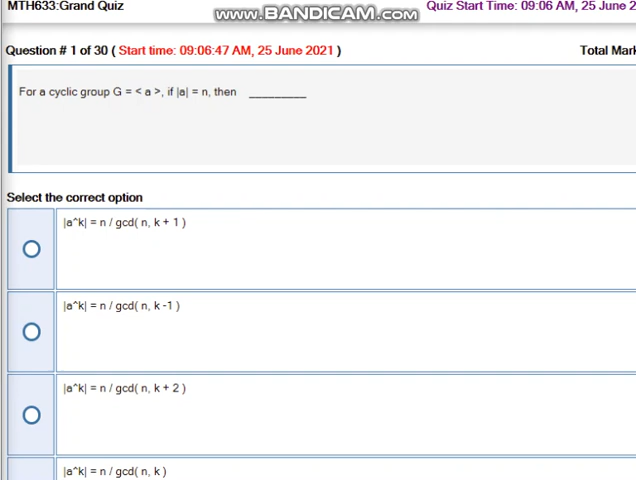 MTH633:Grand Quiz
www.BANDICAM.com
Quiz Start Time: 09:06 AM, 25 June 2
Question # 1 of 30 ( Start time: 09:06:47 AM, 25 June 2021 )
Total Mark
For a cyclic group G = < a >, if |a| = n, then _________
Select the correct option
|a^k| = n / gcd( n, k + 1 )
|a^k| = n / gcd( n, k -1 )
|a^k| = n / gcd( n, k + 2 )
|a^k| = n / gcd( n, k )